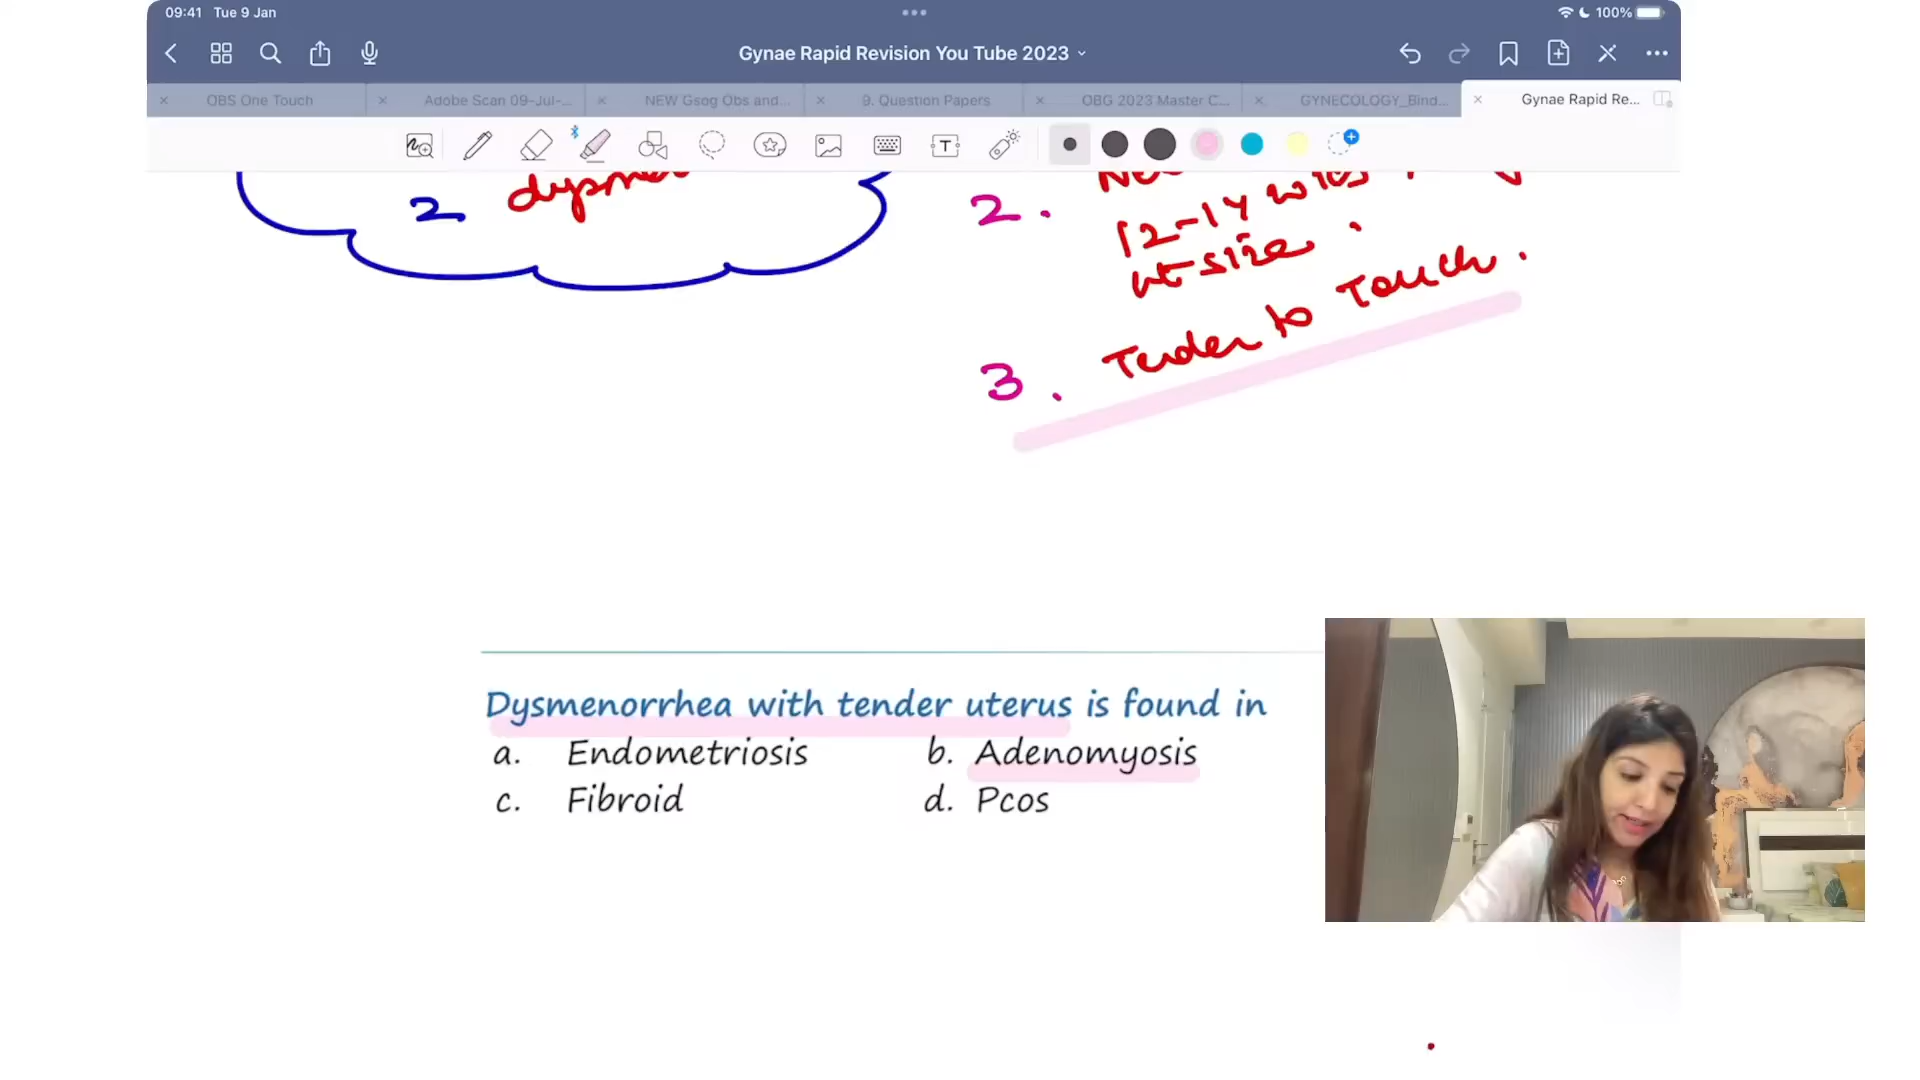 09:41 Tue 9 Jan
100%
Gynae Rapid Revision You Tube 2023
OBS One Touch
Adobe Scan 09-Jul-...
NEW Gsog Obs and...
9. Question Papers
OBG 2023 Master C...
GYNECOLOGY_Bind...
Gynae Rapid Re...
2
2.
12-14 wks
ut size.
3. Tender to Touch.
Dysmenorrhea with tender uterus is found in
a. Endometriosis b. Adenomyosis
c. Fibroid d. Pcos